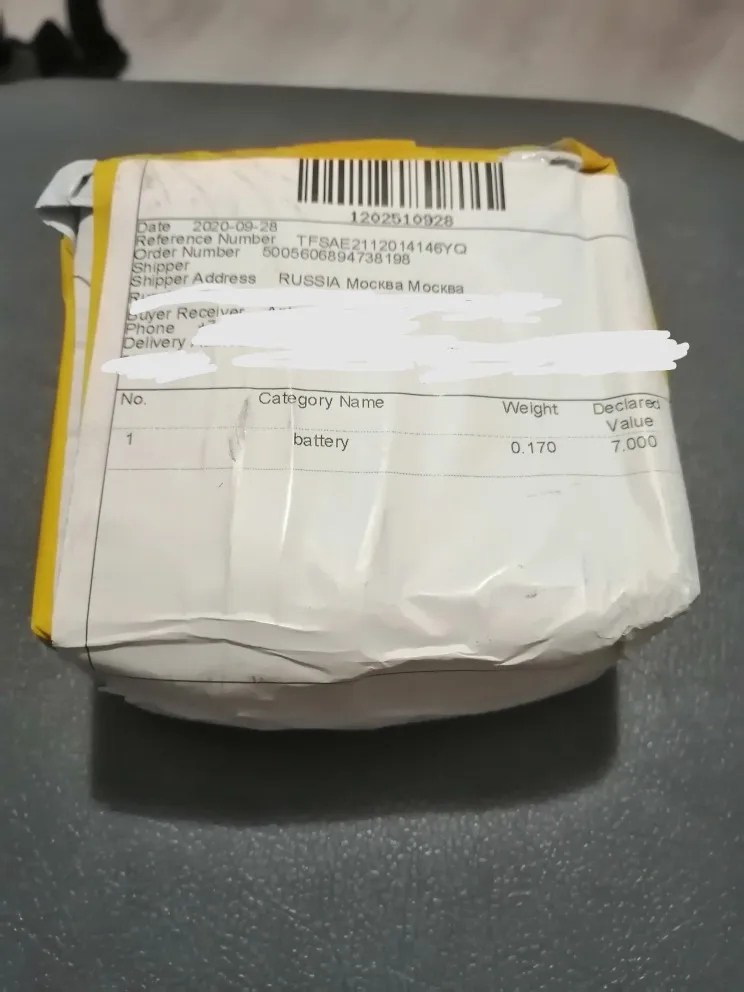 1202510928
Date 2020-09-28
Reference Number TFSAE2112014146YQ
Order Number 5005606894738198
Shipper
Shipper Address RUSSIA Москва Москва
Buyer Receiver
Phone
Delivery
No. Category Name Weight Declared Value
1 battery 0.170 7.000